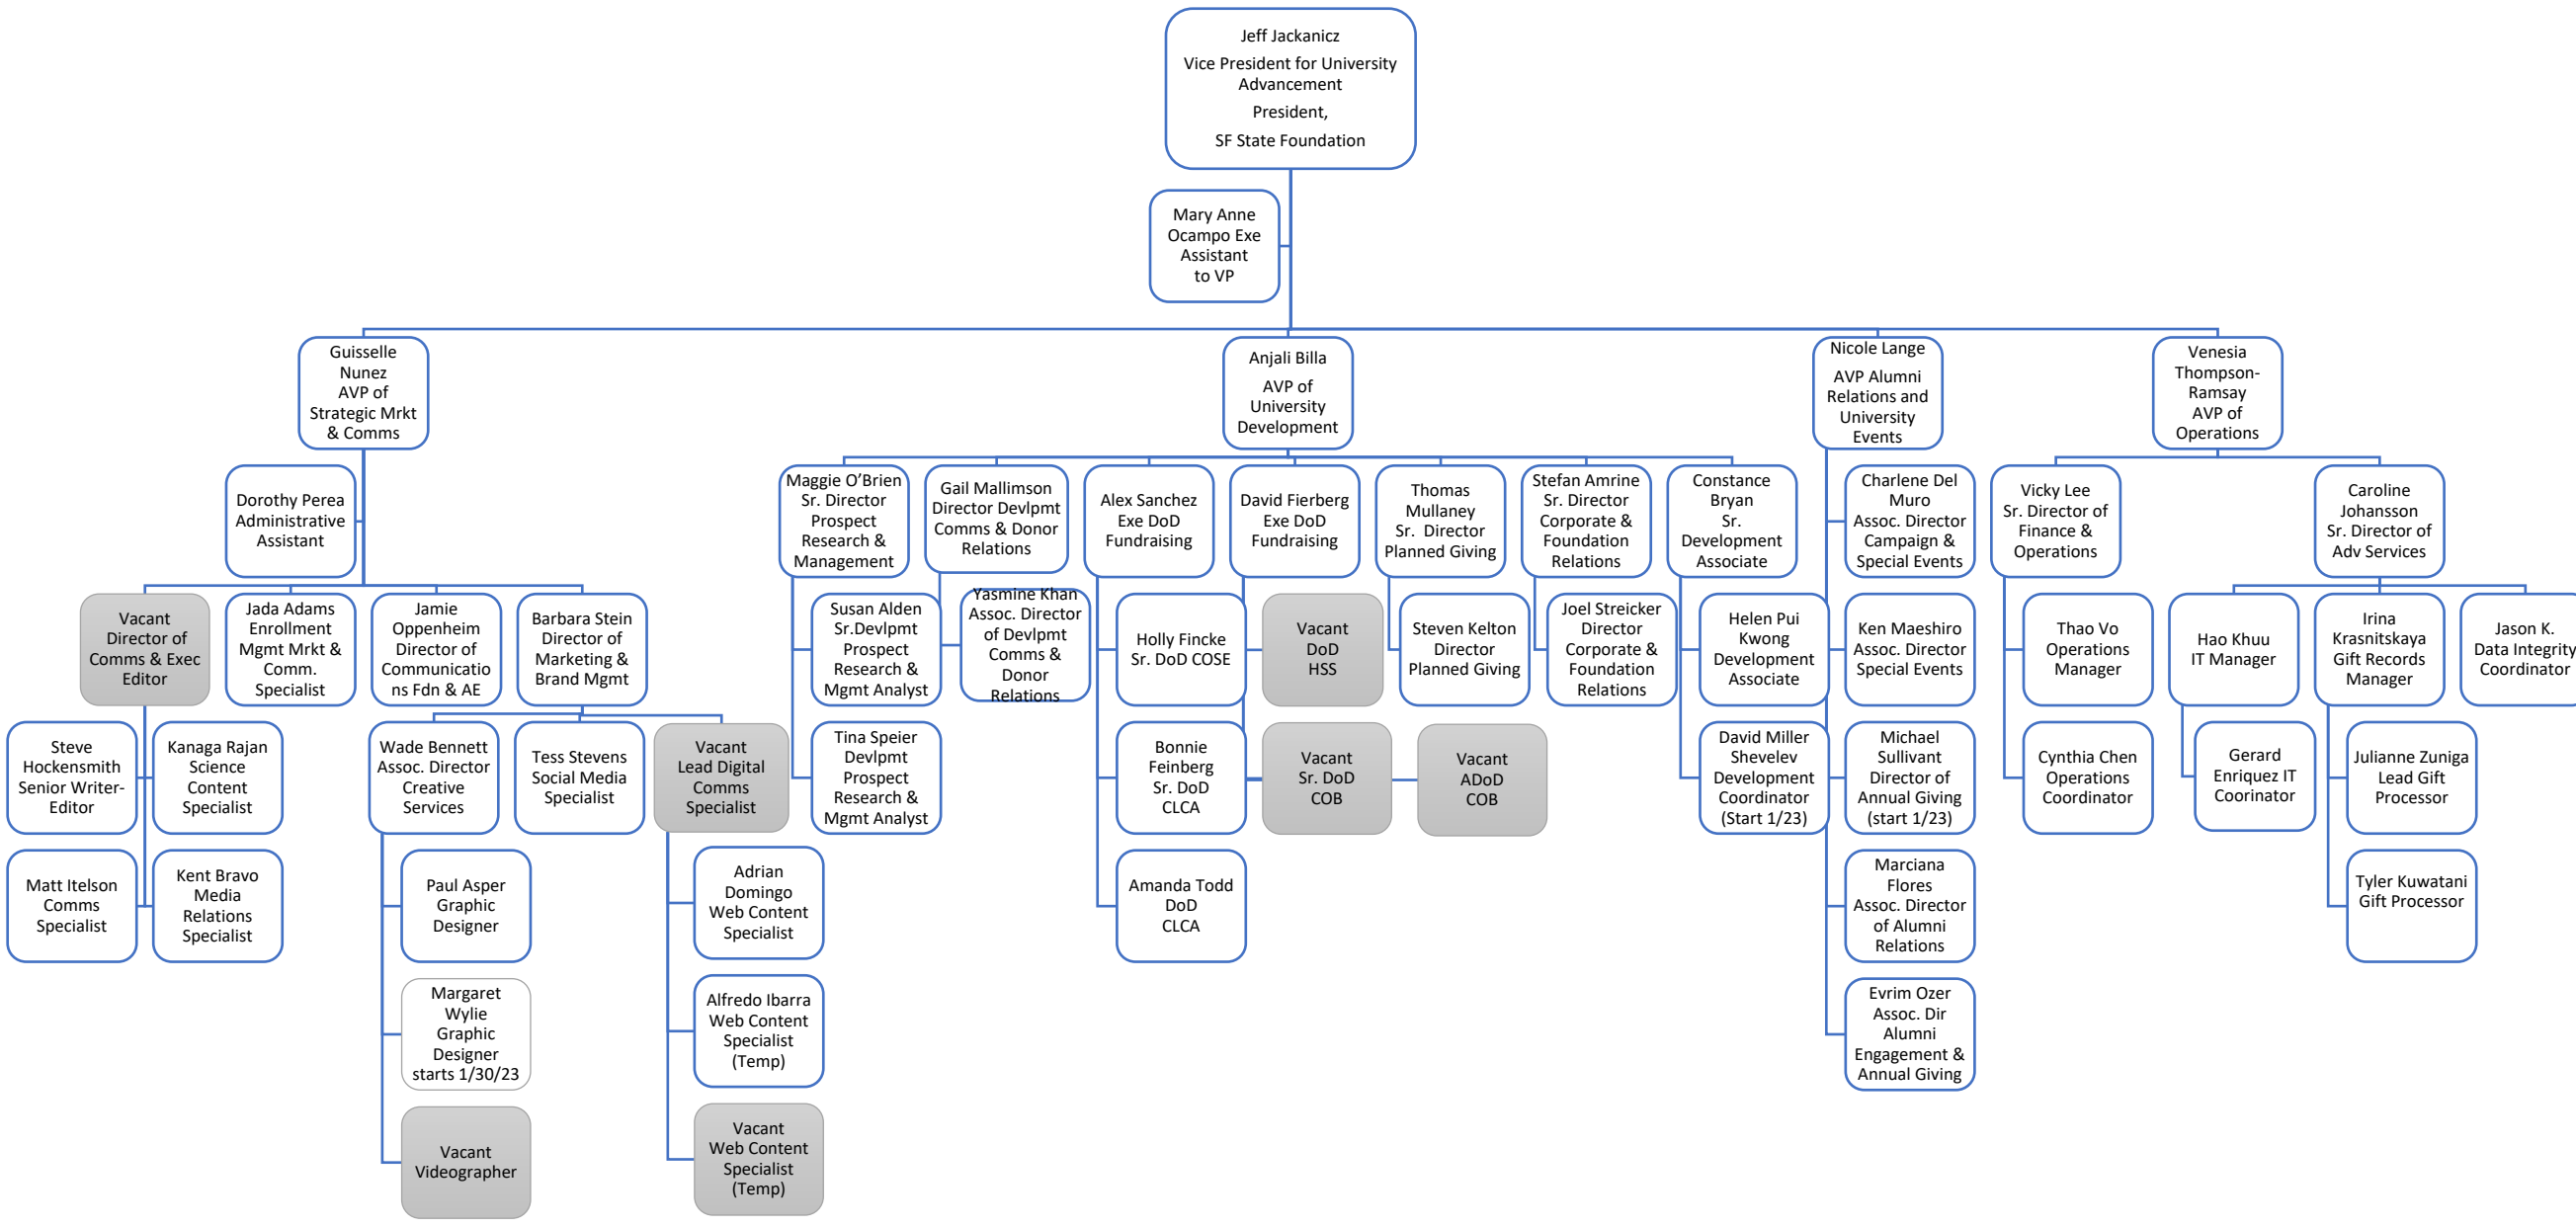 Jeff Jackanicz
Vice President for University
Advancement
President,
SF State Foundation
Mary Anne
Ocampo Exe
Assistant
to VP
Guisselle
Nunez
AVP of
Strategic Mrkt
& Comms
Anjali Billa
AVP of
University
Development
Nicole Lange
AVP Alumni
Relations and
University
Events
Venesia
Thompson-
Ramsay
AVP of
Operations
Dorothy Perea
Administrative
Assistant
Maggie O’Brien
Sr. Director
Prospect
Research &
Management
Gail Mallimson
Director Devlpmt
Comms & Donor
Relations
Alex Sanchez
Exe DoD
Fundraising
David Fierberg
Exe DoD
Fundraising
Thomas
Mullaney
Sr. Director
Planned Giving
Stefan Amrine
Sr. Director
Corporate &
Foundation
Relations
Constance
Bryan
Sr.
Development
Associate
Charlene Del
Muro
Assoc. Director
Campaign &
Special Events
Vicky Lee
Sr. Director of
Finance &
Operations
Caroline
Johansson
Sr. Director of
Adv Services
Vacant
Director of
Comms & Exec
Editor
Jada Adams
Enrollment
Mgmt Mrkt &
Comm.
Specialist
Jamie
Oppenheim
Director of
Communicatio
ns Fdn & AE
Barbara Stein
Director of
Marketing &
Brand Mgmt
Susan Alden
Sr.Devlpmt
Prospect
Research &
Mgmt Analyst
Yasmine Khan
Assoc. Director
of Devlpmt
Comms &
Donor
Relations
Holly Fincke
Sr. DoD COSE
Vacant
DoD
HSS
Steven Kelton
Director
Planned Giving
Joel Streicker
Director
Corporate &
Foundation
Relations
Helen Pui
Kwong
Development
Associate
Ken Maeshiro
Assoc. Director
Special Events
Thao Vo
Operations
Manager
Hao Khuu
IT Manager
Irina
Krasnitskaya
Gift Records
Manager
Jason K.
Data Integrity
Coordinator
Steve
Hockensmith
Senior Writer-
Editor
Kanaga Rajan
Science
Content
Specialist
Wade Bennett
Assoc. Director
Creative
Services
Tess Stevens
Social Media
Specialist
Vacant
Lead Digital
Comms
Specialist
Tina Speier
Devlpmt
Prospect
Research &
Mgmt Analyst
Bonnie
Feinberg
Sr. DoD
CLCA
Vacant
Sr. DoD
COB
Vacant
ADoD
COB
David Miller
Shevelev
Development
Coordinator
(Start 1/23)
Michael
Sullivant
Director of
Annual Giving
(start 1/23)
Cynthia Chen
Operations
Coordinator
Gerard
Enriquez IT
Coorinator
Julianne Zuniga
Lead Gift
Processor
Matt Itelson
Comms
Specialist
Kent Bravo
Media
Relations
Specialist
Paul Asper
Graphic
Designer
Adrian
Domingo
Web Content
Specialist
Amanda Todd
DoD
CLCA
Marciana
Flores
Assoc. Director
of Alumni
Relations
Tyler Kuwatani
Gift Processor
Margaret
Wylie
Graphic
Designer
starts 1/30/23
Alfredo Ibarra
Web Content
Specialist
(Temp)
Evrim Ozer
Assoc. Dir
Alumni
Engagement &
Annual Giving
Vacant
Videographer
Vacant
Web Content
Specialist
(Temp)